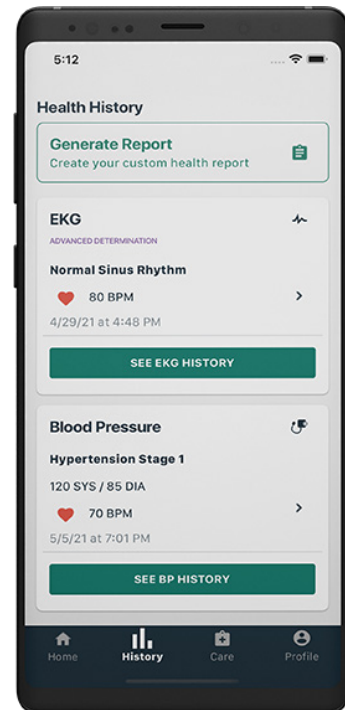 5:12
Health History
Generate Report
Create your custom health report
EKG
ADVANCED DETERMINATION
Normal Sinus Rhythm
80 BPM
4/29/21 at 4:48 PM
SEE EKG HISTORY
Blood Pressure
Hypertension Stage 1
120 SYS / 85 DIA
70 BPM
5/5/21 at 7:01 PM
SEE BP HISTORY
Home
History
Care
Profile